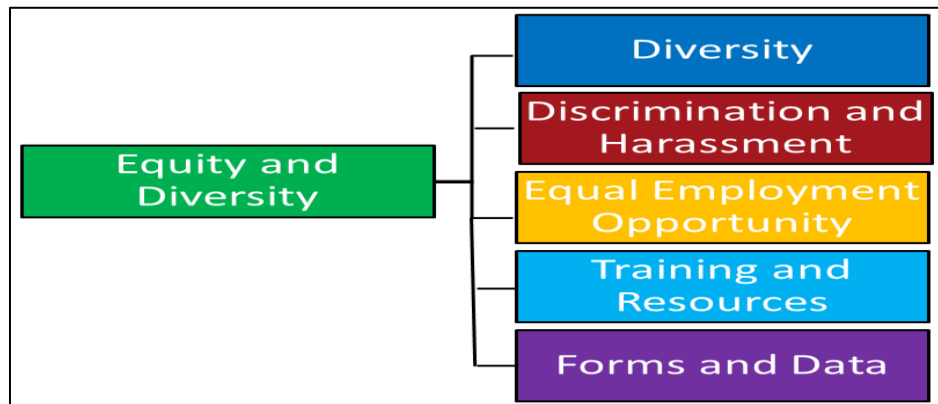 Equity and
Diversity
Diversity
Discrimination and
Harassment
Equal Employment
Opportunity
Training and
Resources
Forms and Data